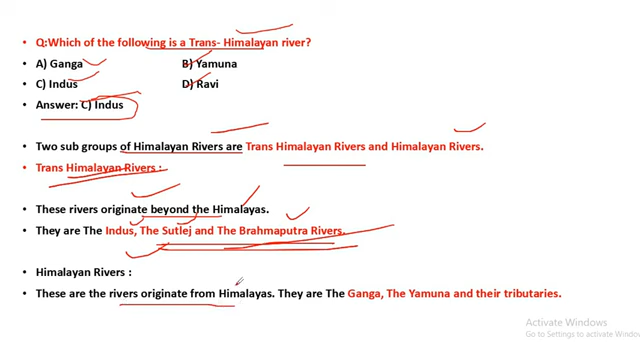 Q:Which of the following is a Trans- Himalayan river?
A) Ganga B) Yamuna
C) Indus D) Ravi
Answer: C) Indus
Two sub groups of Himalayan Rivers are Trans Himalayan Rivers and Himalayan Rivers.
Trans Himalayan Rivers :
These rivers originate beyond the Himalayas.
They are The Indus, The Sutlej and The Brahmaputra Rivers.
Himalayan Rivers :
These are the rivers originate from Himalayas. They are The Ganga, The Yamuna and their tributaries.
Activate Windows
Go to Settings to activate Windows